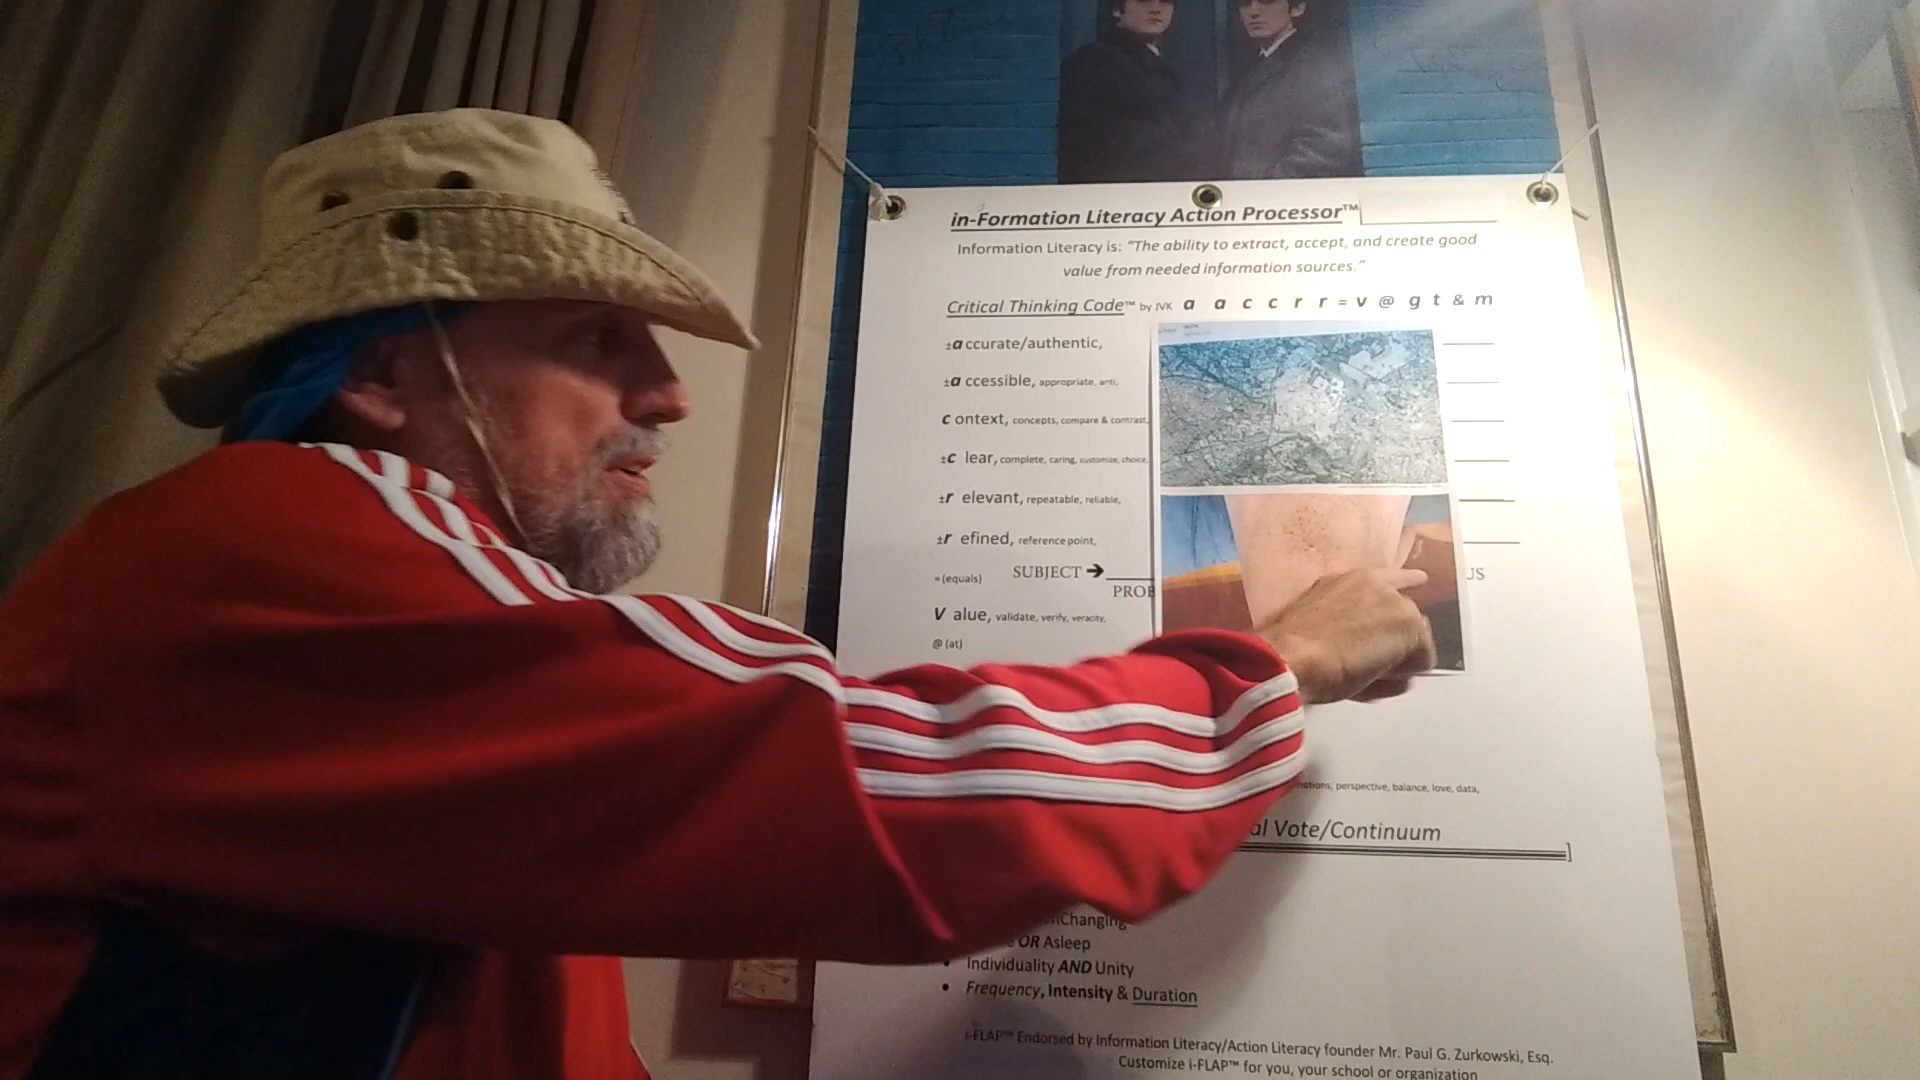 in-Formation Literacy Action Processor™
Information Literacy is: “The ability to extract, accept, and create good
value from needed information sources.”
Critical Thinking Code™ by JVK a a c c r r = v @ g t & m
±accurate/authentic,
±accessible, appropriate, anti,
context, concepts, compare & contrast,
±c lear, complete, caring, customize, choice,
±r elevant, repeatable, reliable,
±r efined, reference point,
= (equals) SUBJECT ➔ US
PROB
V alue, validate, verify, veracity,
@ (at)
perspective, balance, love, data,
al Vote/Continuum
nChanging
OR Asleep
• Individuality AND Unity
• Frequency, Intensity & Duration
i-FLAP™ Endorsed by Information Literacy/Action Literacy founder Mr. Paul G. Zurkowski, Esq.
Customize i-FLAP™ for you, your school or organization